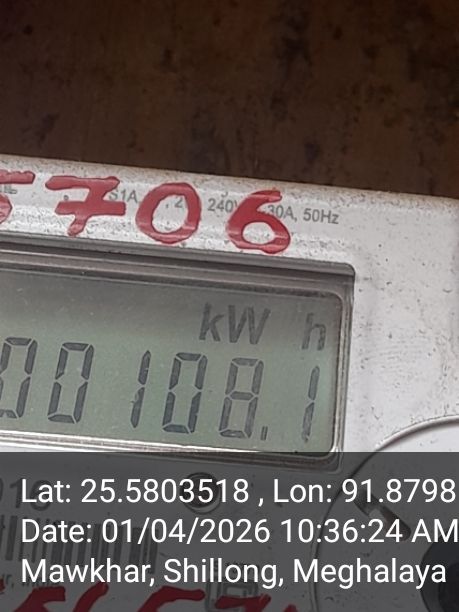 5706
240V
30A, 50Hz
kW h
00108.1
Lat: 25.5803518 , Lon: 91.8798
Date: 01/04/2026 10:36:24 AM
Mawkhar, Shillong, Meghalaya